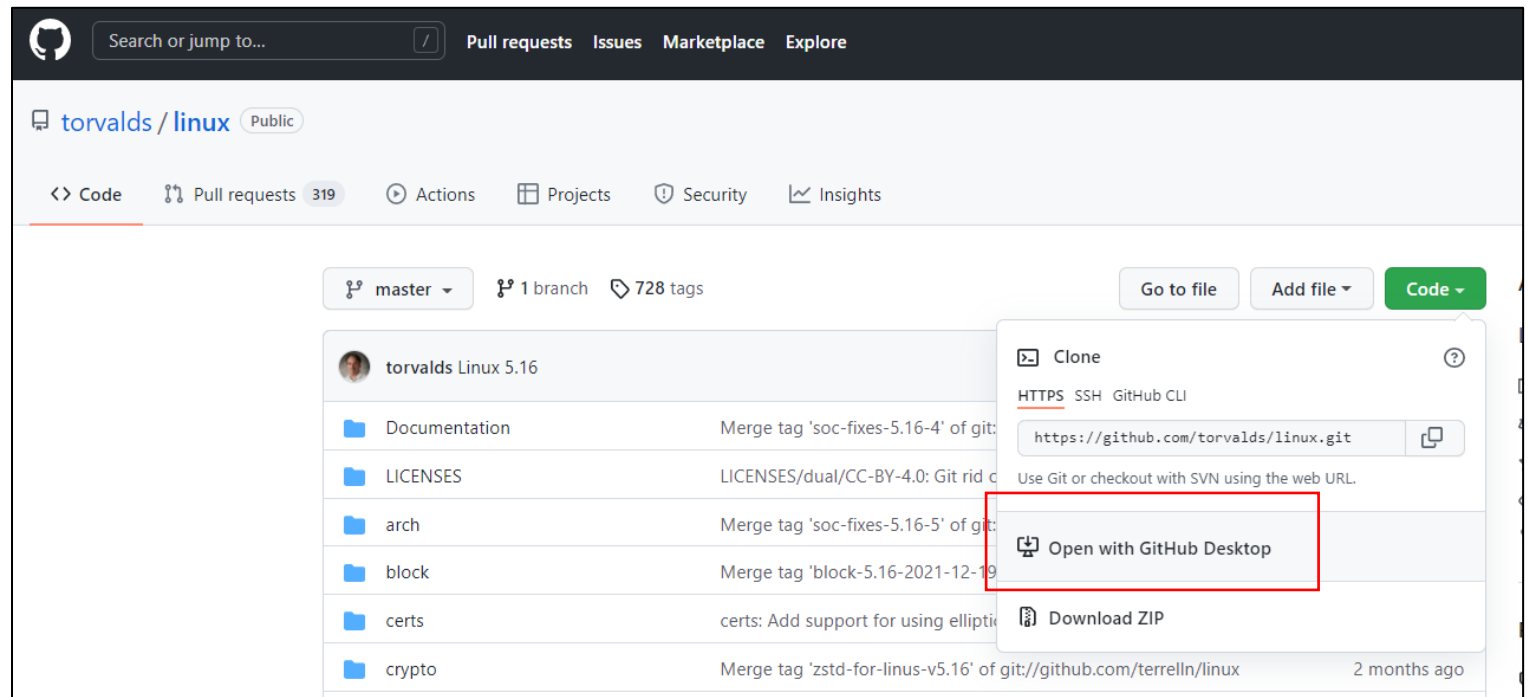 Search or jump to... /
Pull requests Issues Marketplace Explore
torvalds / linux Public
Code Pull requests 319 Actions Projects Security Insights
master 1 branch 728 tags Go to file Add file Code
torvalds Linux 5.16
Clone
HTTPS SSH GitHub CLI
https://github.com/torvalds/linux.git
Use Git or checkout with SVN using the web URL.
Open with GitHub Desktop
Download ZIP
Documentation Merge tag 'soc-fixes-5.16-4' of git:
LICENSES LICENSES/dual/CC-BY-4.0: Git rid
arch Merge tag 'soc-fixes-5.16-5' of git:
block Merge tag 'block-5.16-2021-12-19
certs certs: Add support for using
crypto Merge tag 'zstd-for-linus-v5.16' of git://github.com/terrelln/linux 2 months ago